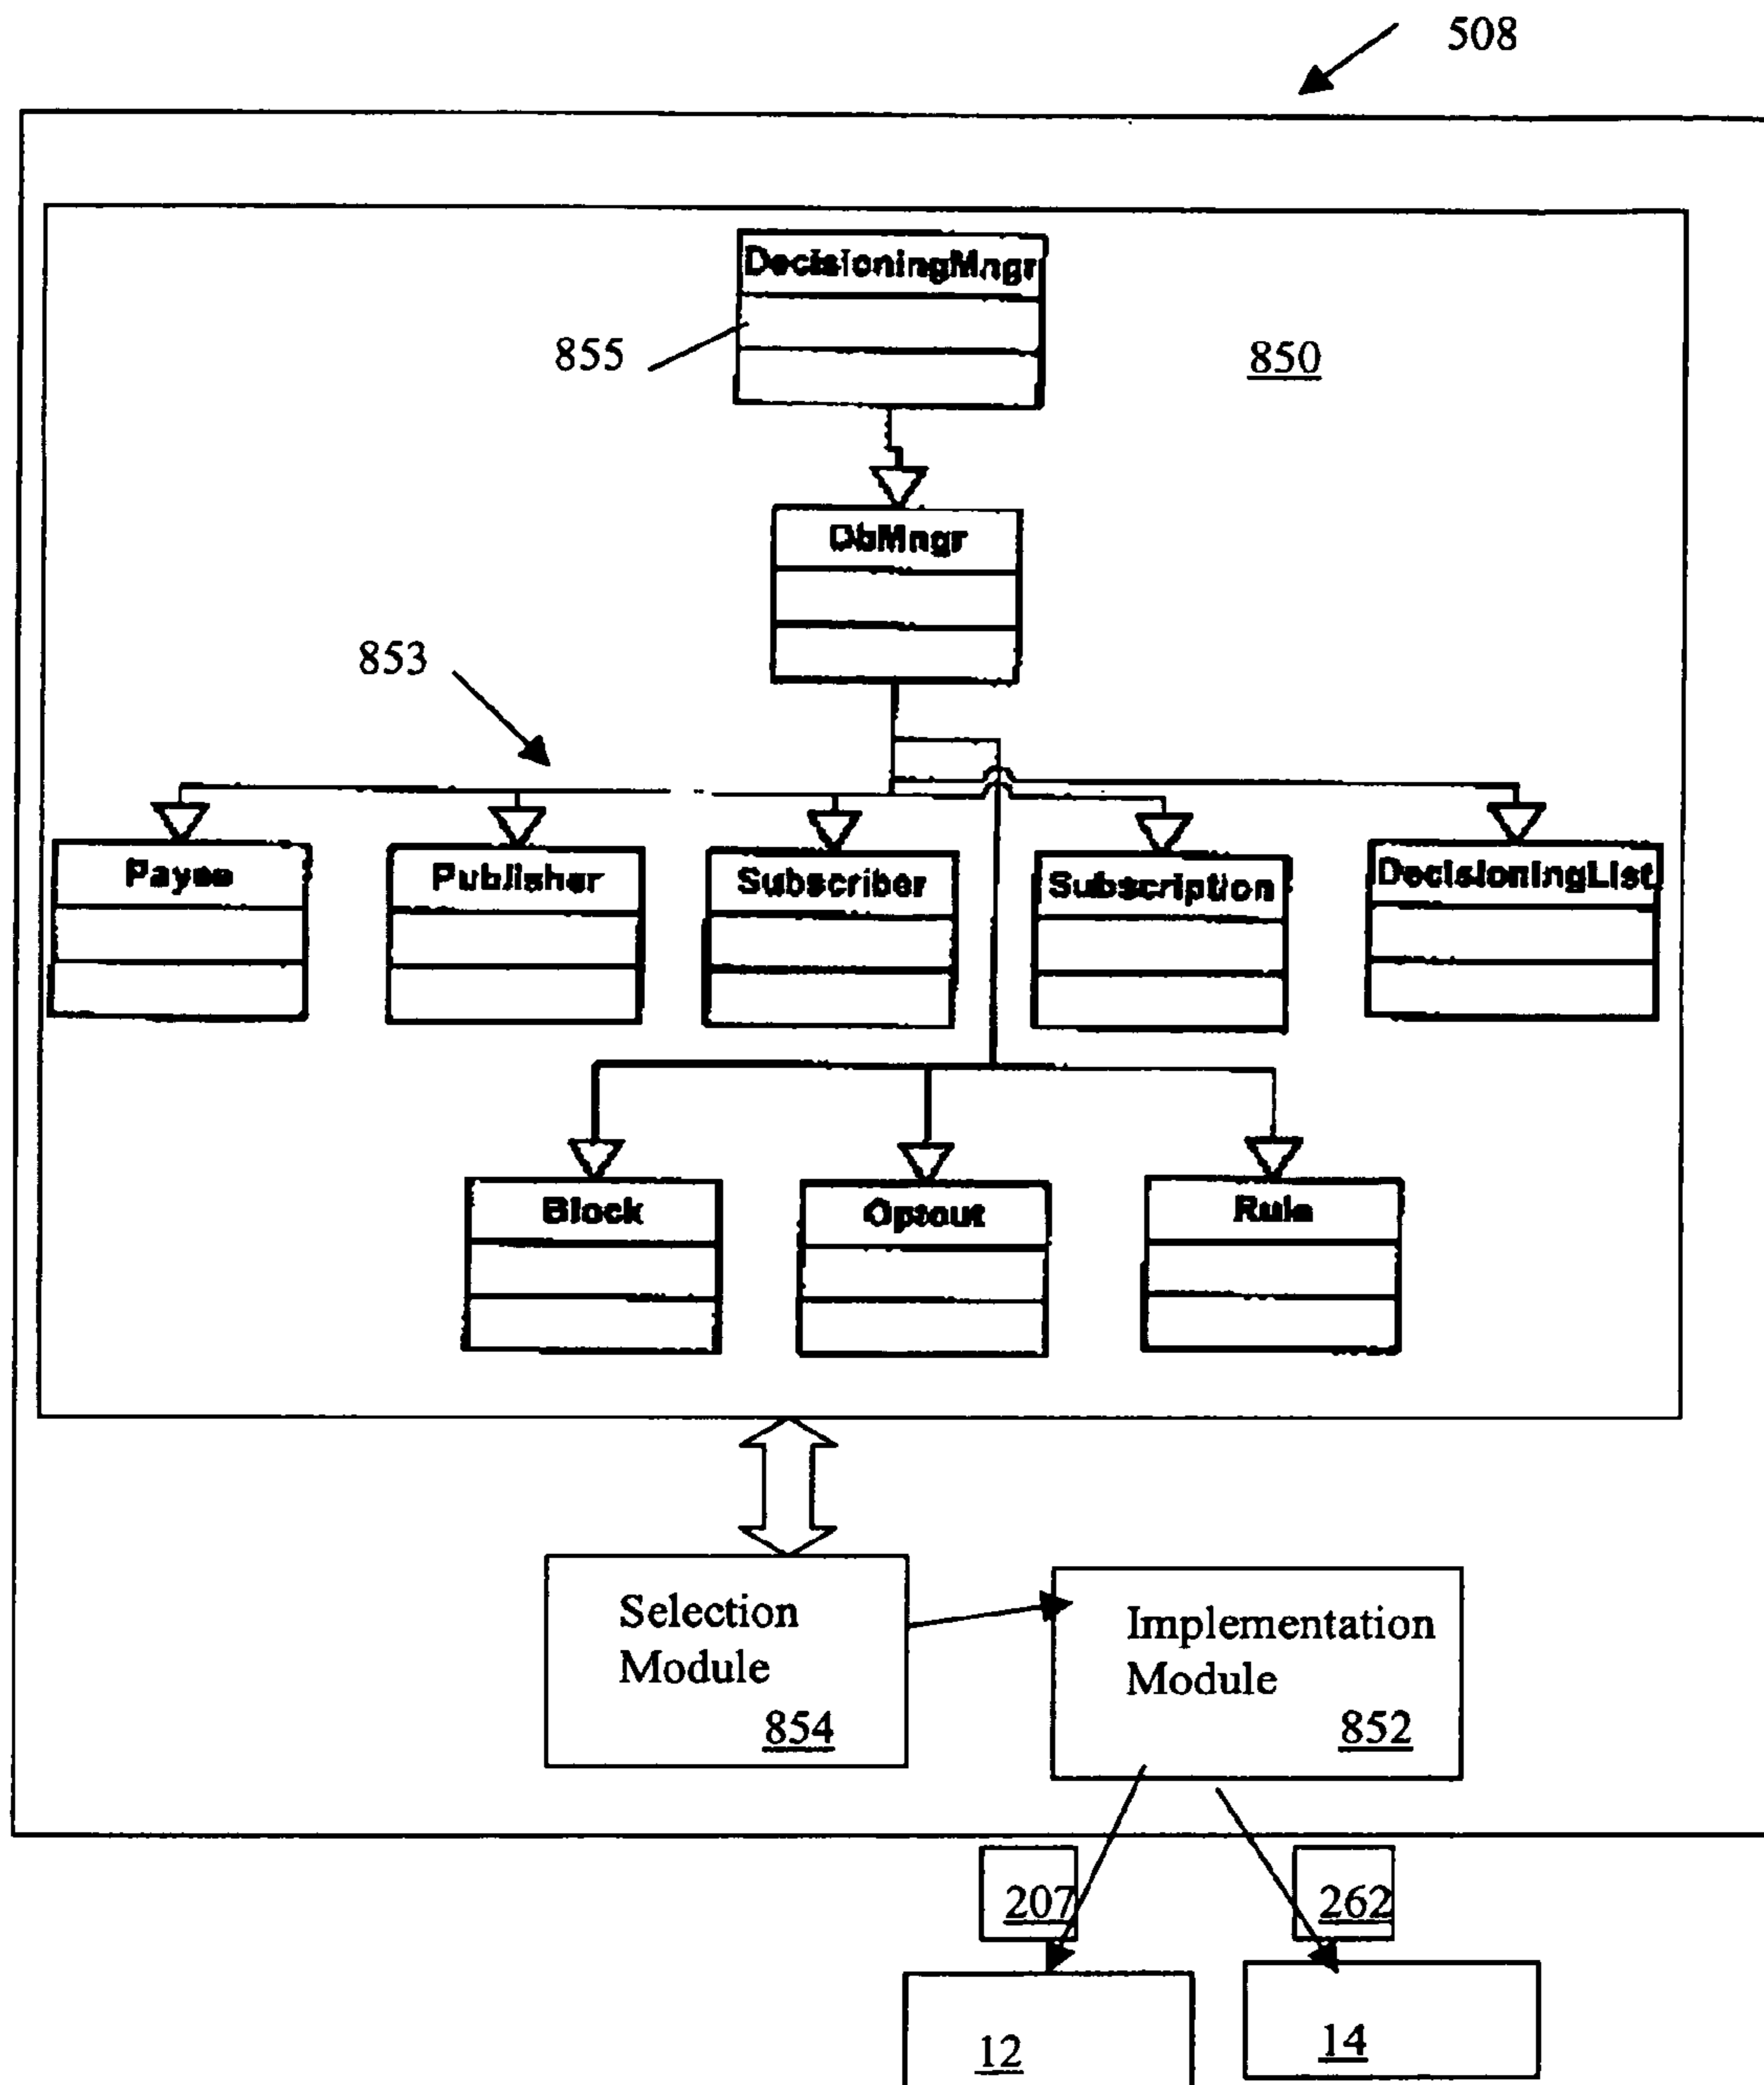 508
DecisioningMngr
855
850
DbMngr
853
Payee
Publisher
Subscriber
Subscription
DecisioningList
Block
Optout
Rule
Selection
Module
854
Implementation
Module
852
207
262
12
14